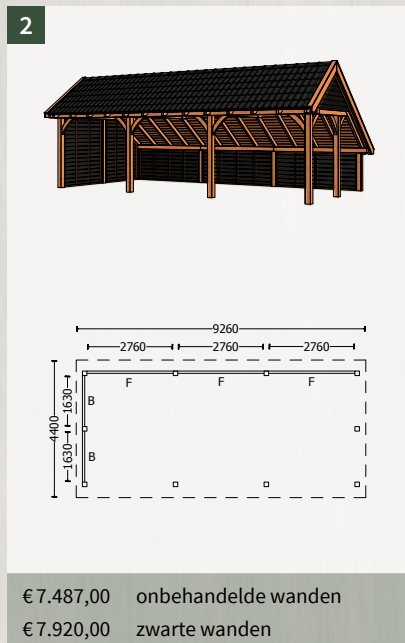 2
9260
2760 2760 2760
F F F
4400
1630
B
1630
B
€ 7.487,00 onbehandelde wanden
€ 7.920,00 zwarte wanden